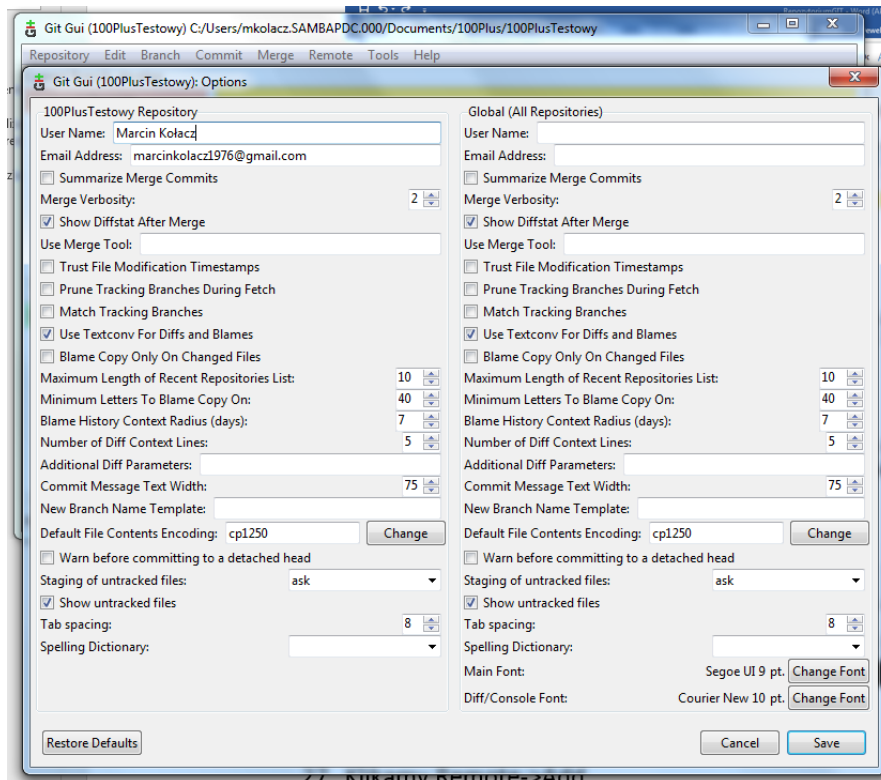 RepozytoriumGIT - Word (A
Git Gui (100PlusTestowy) C:/Users/mkolacz.SAMBAPDC.000/Documents/100Plus/100PlusTestowy
Repository Edit Branch Commit Merge Remote Tools Help
Git Gui (100PlusTestowy): Options
100PlusTestowy Repository
User Name: Marcin Kołacz
Email Address: marcinkolacz1976@gmail.com
Summarize Merge Commits
Merge Verbosity: 2
Show Diffstat After Merge
Use Merge Tool:
Trust File Modification Timestamps
Prune Tracking Branches During Fetch
Match Tracking Branches
Use Textconv For Diffs and Blames
Blame Copy Only On Changed Files
Maximum Length of Recent Repositories List: 10
Minimum Letters To Blame Copy On: 40
Blame History Context Radius (days): 7
Number of Diff Context Lines: 5
Additional Diff Parameters:
Commit Message Text Width: 75
New Branch Name Template:
Default File Contents Encoding: cp1250 Change
Warn before committing to a detached head
Staging of untracked files: ask
Show untracked files
Tab spacing: 8
Spelling Dictionary:
Global (All Repositories)
User Name:
Email Address:
Summarize Merge Commits
Merge Verbosity: 2
Show Diffstat After Merge
Use Merge Tool:
Trust File Modification Timestamps
Prune Tracking Branches During Fetch
Match Tracking Branches
Use Textconv For Diffs and Blames
Blame Copy Only On Changed Files
Maximum Length of Recent Repositories List: 10
Minimum Letters To Blame Copy On: 40
Blame History Context Radius (days): 7
Number of Diff Context Lines: 5
Additional Diff Parameters:
Commit Message Text Width: 75
New Branch Name Template:
Default File Contents Encoding: cp1250 Change
Warn before committing to a detached head
Staging of untracked files: ask
Show untracked files
Tab spacing: 8
Spelling Dictionary:
Main Font: Segoe UI 9 pt. Change Font
Diff/Console Font: Courier New 10 pt. Change Font
Restore Defaults Cancel Save
27. Klikamy Remote->Add